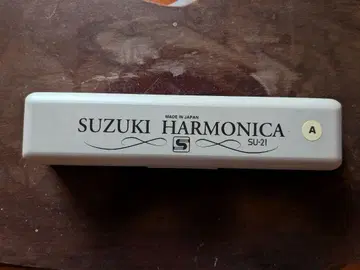 MADE IN JAPAN
SUZUKI HARMONICA
S
SU-21
A